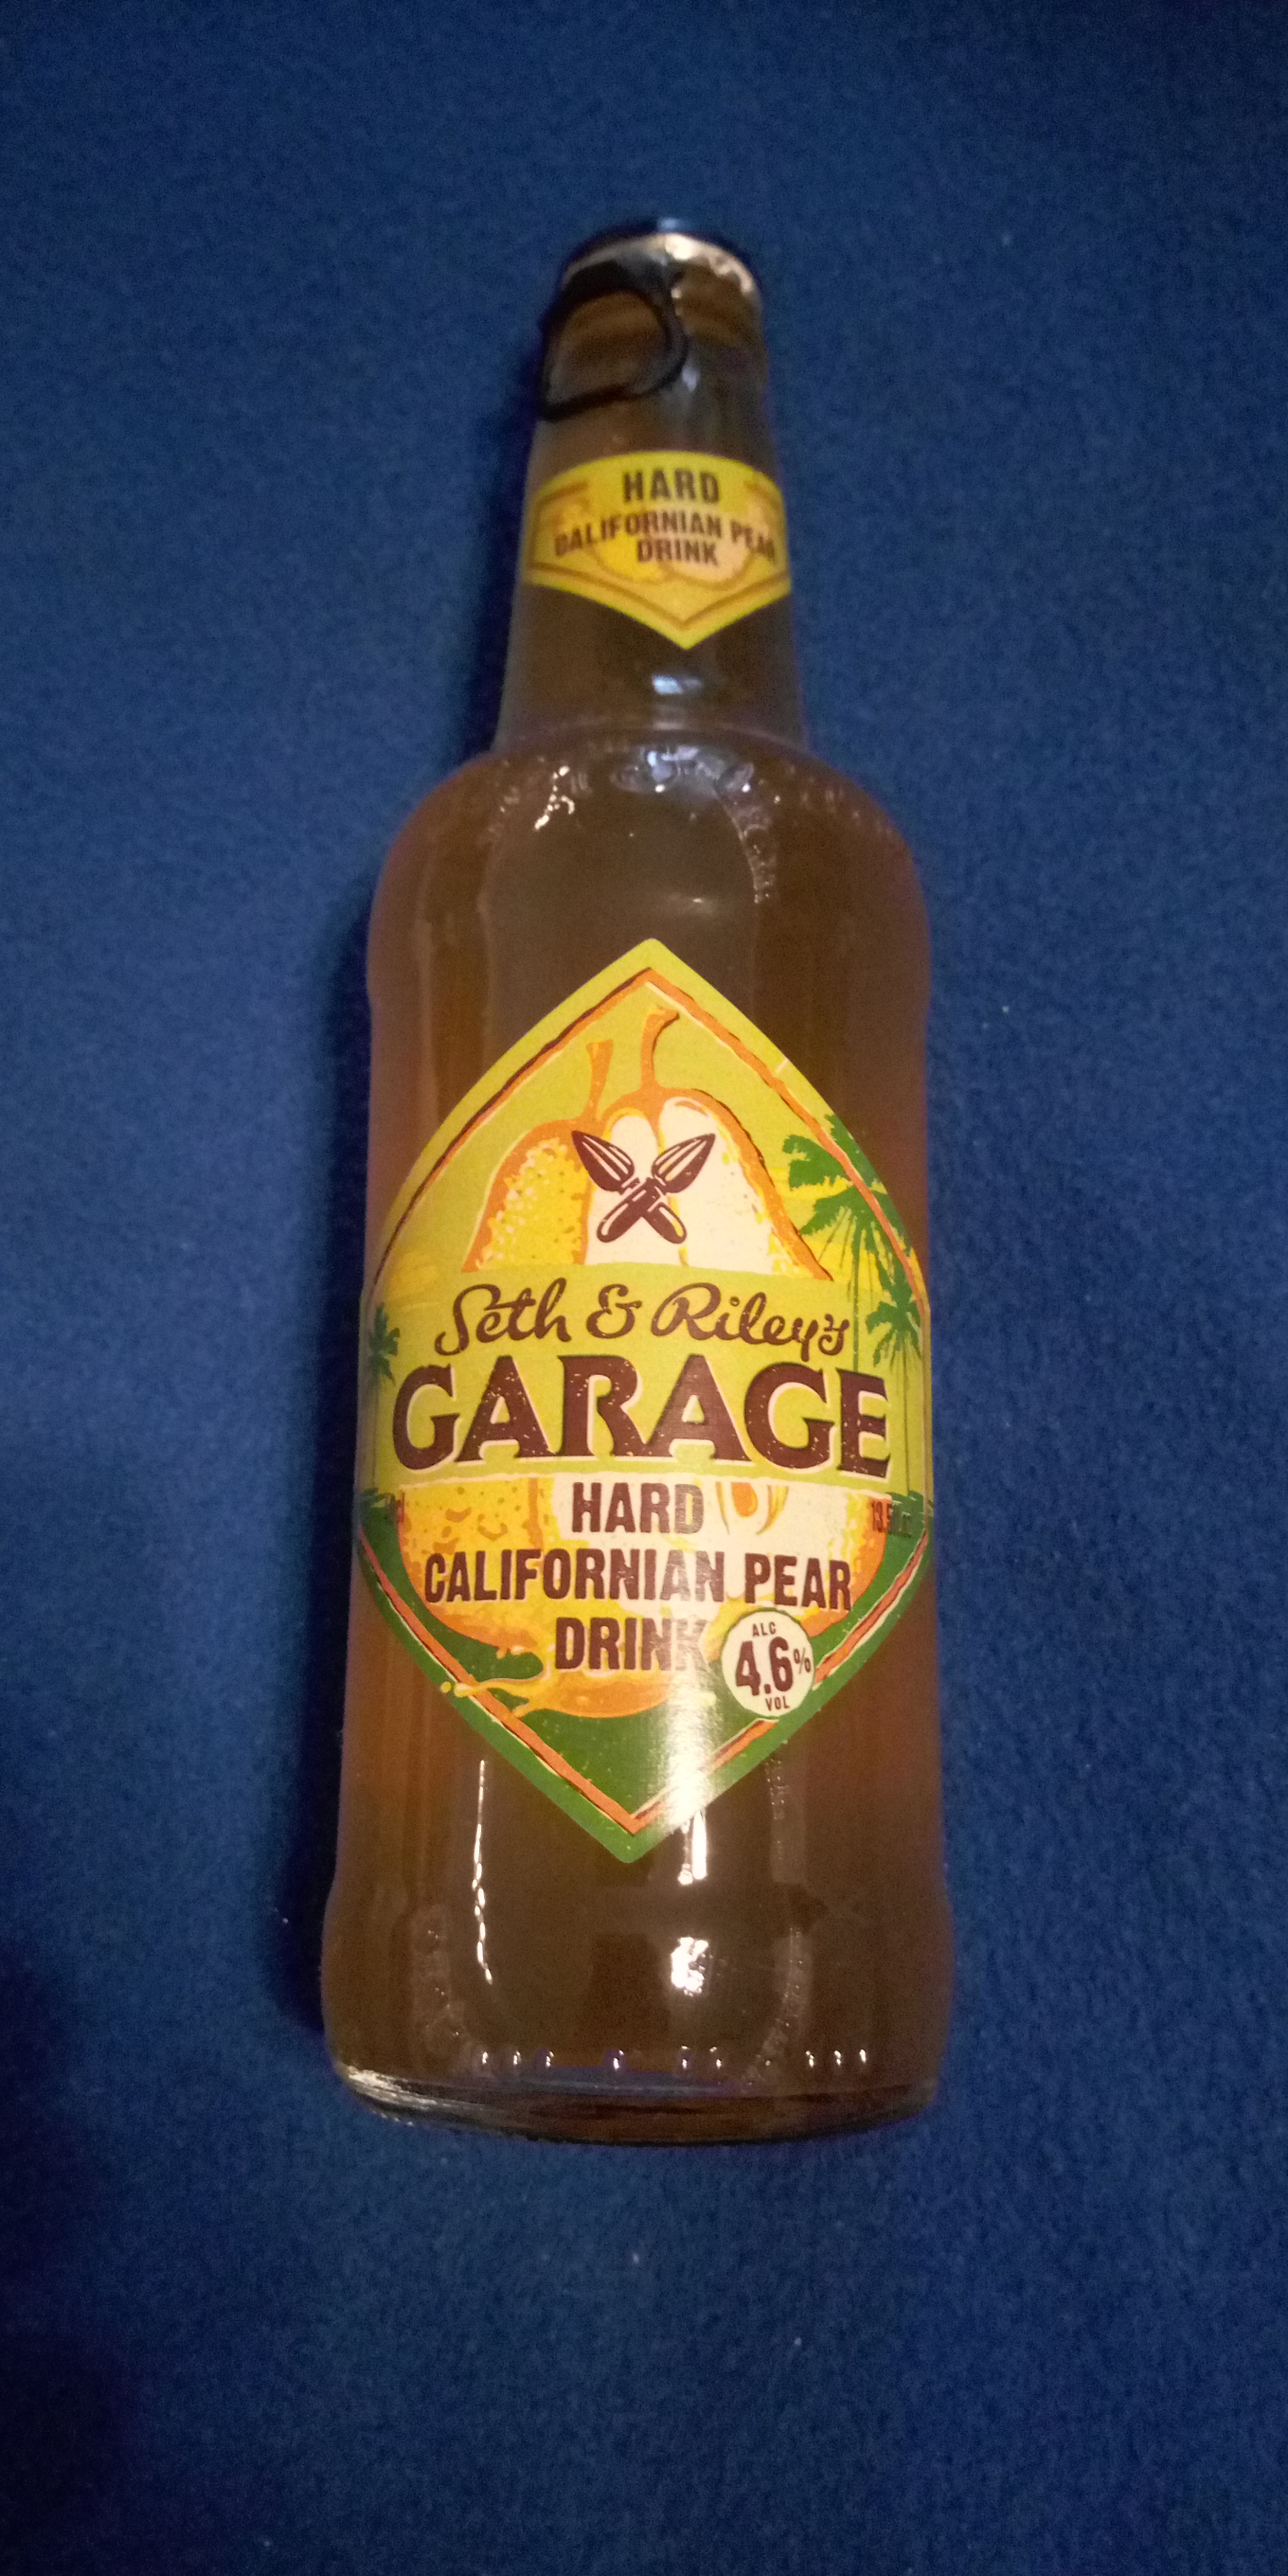 HARD
CALIFORNIAN PEAR
DRINK
Seth & Riley's
GARAGE
HARD
CALIFORNIAN PEAR
DRINK
ALC
4.6%
VOL